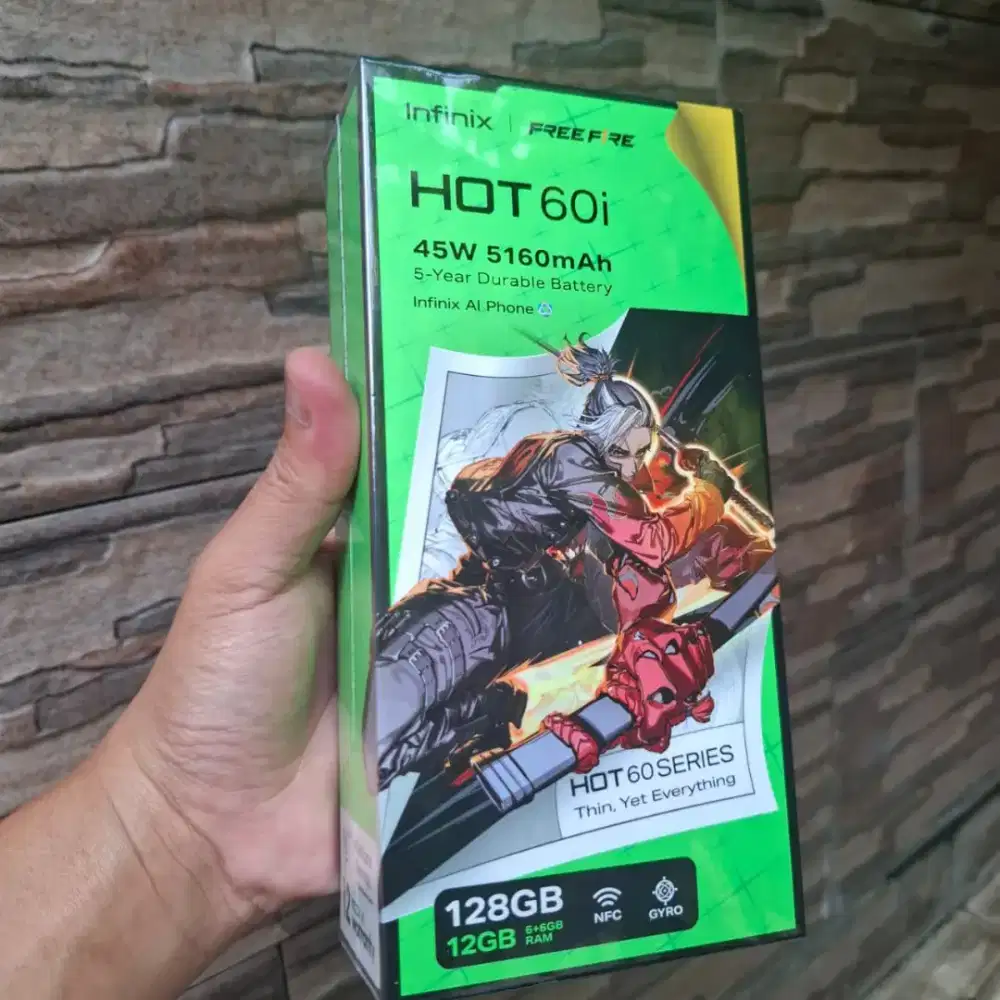 Infinix | FREE FIRE
HOT 60i
45W 5160mAh
5-Year Durable Battery
Infinix AI Phone
HOT 60 SERIES
Thin, Yet Everything
128GB
12GB 6+6GB RAM
NFC
GYRO